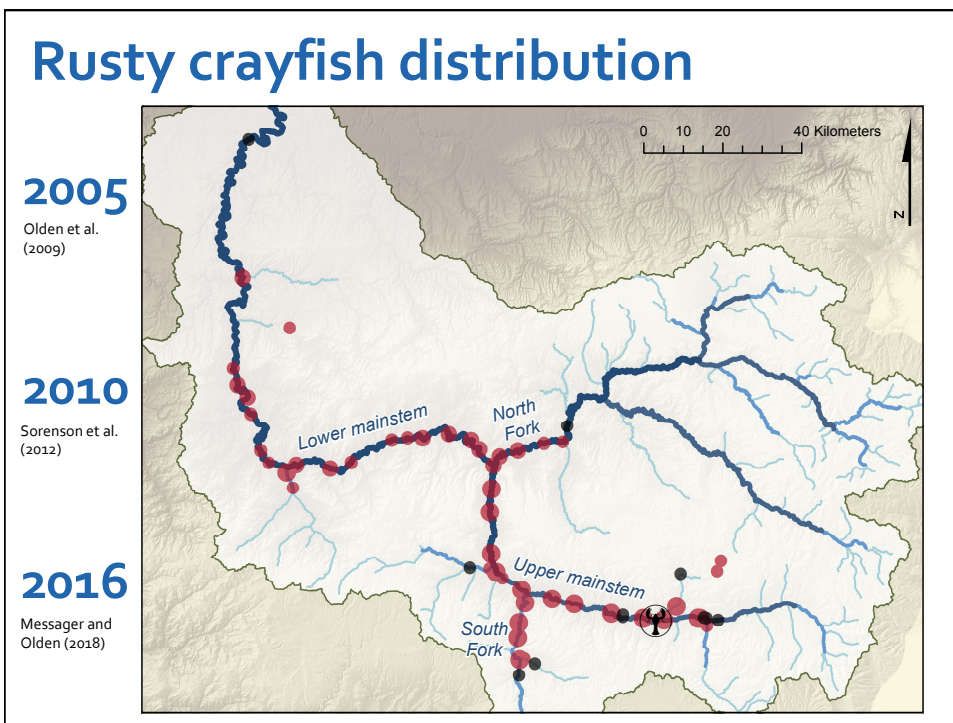 Rusty crayfish distribution
0 10 20 40 Kilometers
N
2005
Olden et al.
(2009)
2010
Sorenson et al.
(2012)
2016
Messager and
Olden (2018)
Lower mainstem
North
Fork
Upper mainstem
South
Fork